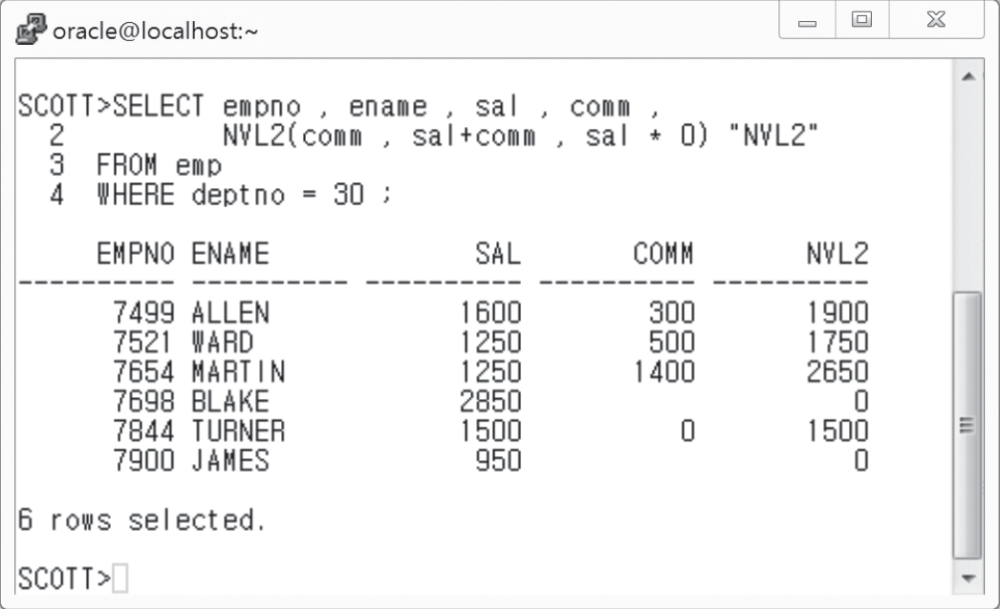 oracle@localhost:~
SCOTT>SELECT empno , ename , sal , comm ,
  2          NVL2(comm , sal+comm , sal * 0) "NVL2"
  3  FROM emp
  4  WHERE deptno = 30 ;
     EMPNO ENAME             SAL       COMM       NVL2
---------- ---------- ---------- ---------- ----------
      7499 ALLEN            1600        300       1900
      7521 WARD             1250        500       1750
      7654 MARTIN           1250       1400       2650
      7698 BLAKE            2850                     0
      7844 TURNER           1500          0       1500
      7900 JAMES             950                     0
6 rows selected.
SCOTT>